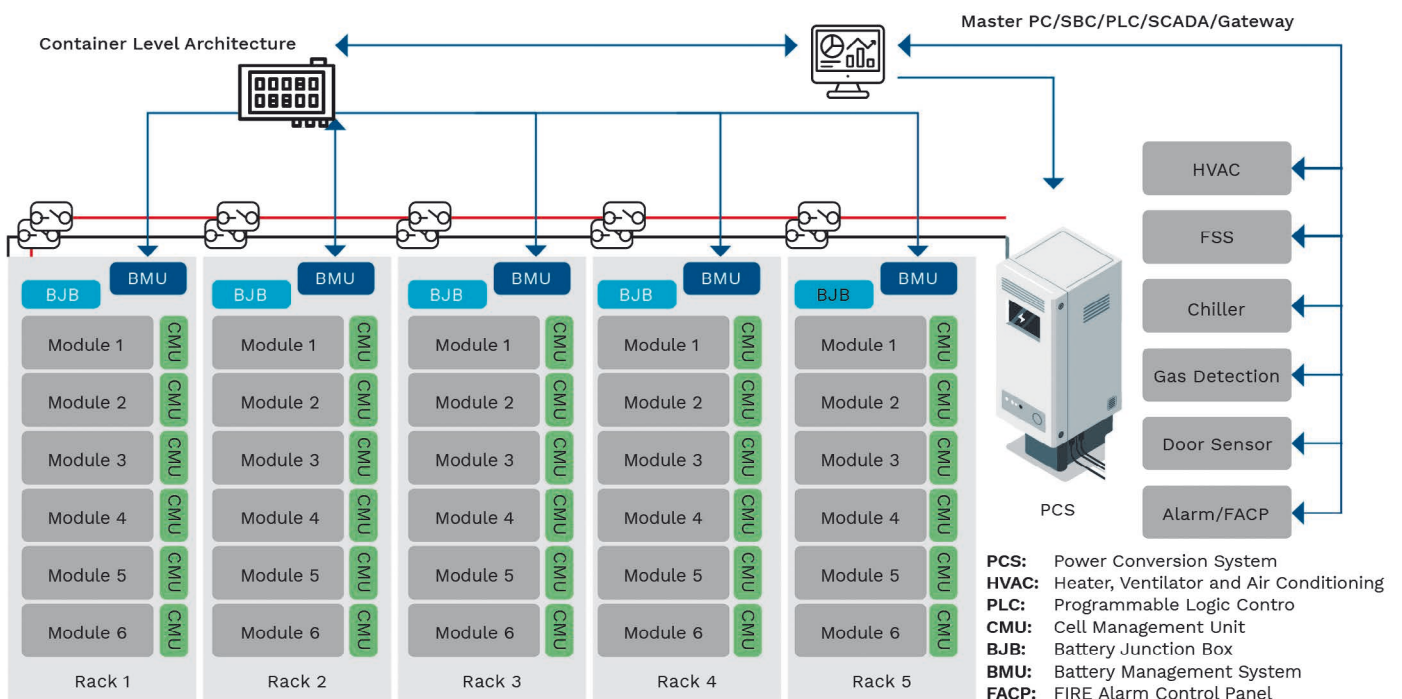 Master PC/SBC/PLC/SCADA/Gateway
Container Level Architecture
HVAC
FSS
Chiller
Gas Detection
Door Sensor
Alarm/FACP
PCS
BJB
BMU
Module 1
CMU
Module 2
CMU
Module 3
CMU
Module 4
CMU
Module 5
CMU
Module 6
CMU
Rack 1
BJB
BMU
Module 1
CMU
Module 2
CMU
Module 3
CMU
Module 4
CMU
Module 5
CMU
Module 6
CMU
Rack 2
BJB
BMU
Module 1
CMU
Module 2
CMU
Module 3
CMU
Module 4
CMU
Module 5
CMU
Module 6
CMU
Rack 3
BJB
BMU
Module 1
CMU
Module 2
CMU
Module 3
CMU
Module 4
CMU
Module 5
CMU
Module 6
CMU
Rack 4
BJB
BMU
Module 1
CMU
Module 2
CMU
Module 3
CMU
Module 4
CMU
Module 5
CMU
Module 6
CMU
Rack 5
PCS: Power Conversion System
HVAC: Heater, Ventilator and Air Conditioning
PLC: Programmable Logic Contro
CMU: Cell Management Unit
BJB: Battery Junction Box
BMU: Battery Management System
FACP: FIRE Alarm Control Panel